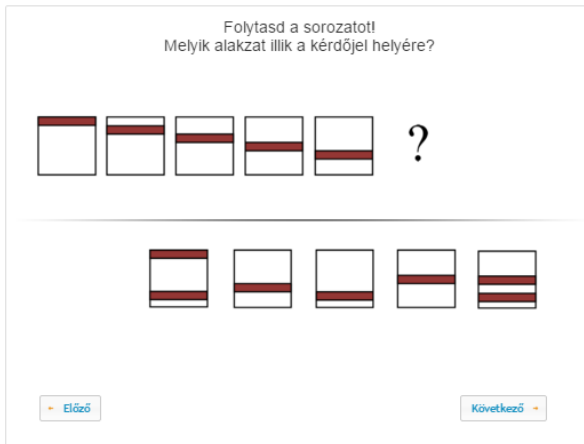 Folytasd a sorozatot!
Melyik alakzat illik a kérdőjel helyére?
?
Előző
Következő